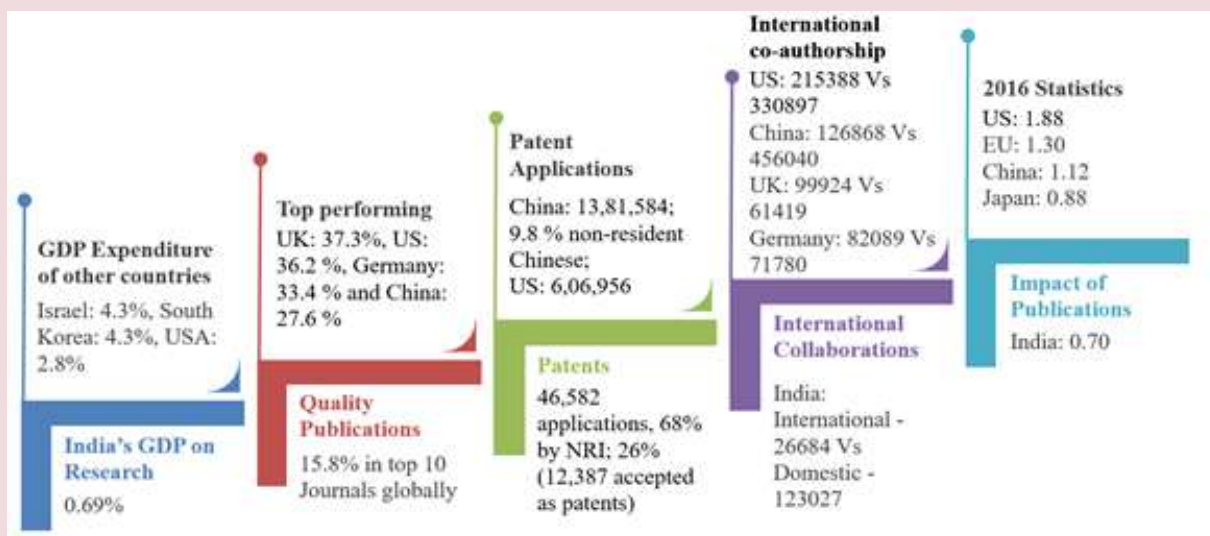 GDP Expenditure
of other countries
Israel: 4.3%, South
Korea: 4.3%, USA:
2.8%
India's GDP on
Research
0.69%
Top performing
UK: 37.3%, US:
36.2 %, Germany:
33.4 % and China:
27.6 %
Quality
Publications
15.8% in top 10
Journals globally
Patent
Applications
China: 13,81,584;
9.8 % non-resident
Chinese;
US: 6,06,956
Patents
46,582
applications, 68%
by NRI; 26%
(12,387 accepted
as patents)
International
co-authorship
US: 215388 Vs
330897
China: 126868 Vs
456040
UK: 99924 Vs
61419
Germany: 82089 Vs
71780
International
Collaborations
India:
International -
26684 Vs
Domestic -
123027
2016 Statistics
US: 1.88
EU: 1.30
China: 1.12
Japan: 0.88
Impact of
Publications
India: 0.70